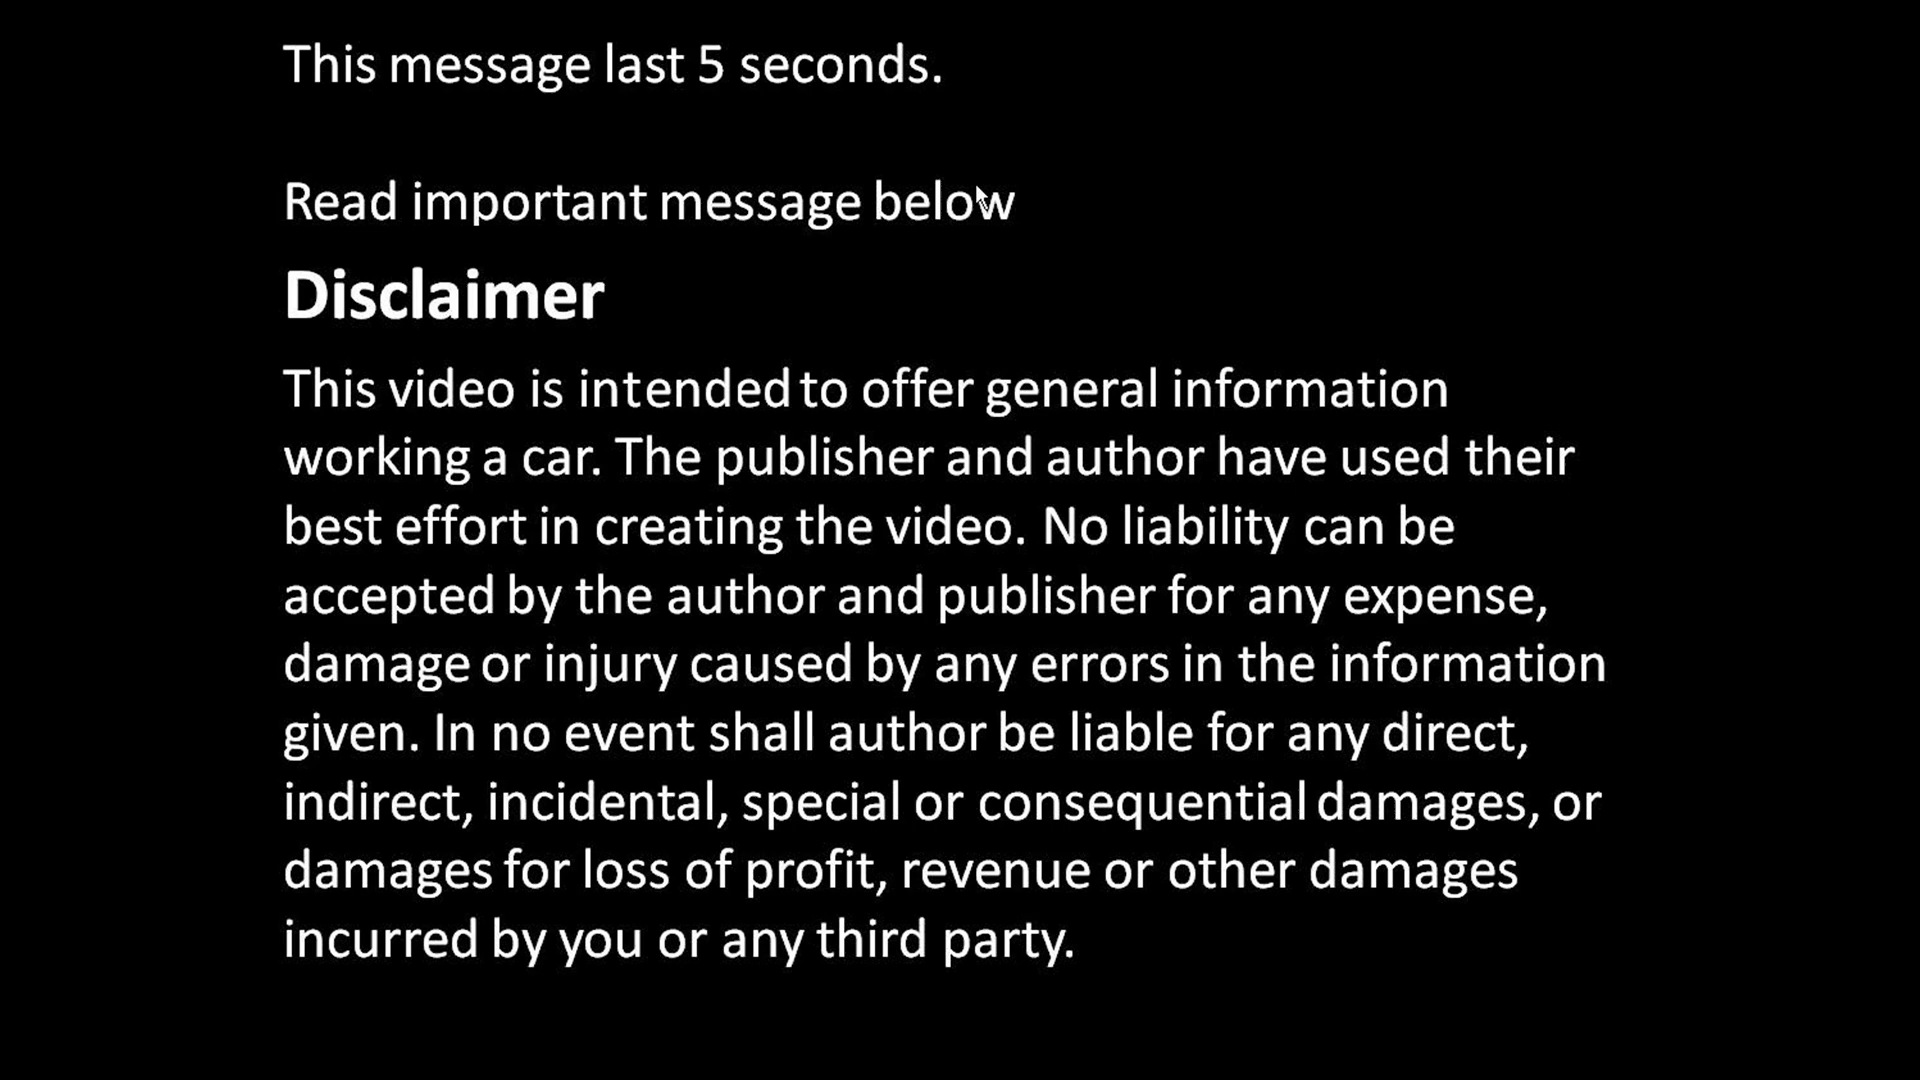 This message last 5 seconds.
Read important message below
Disclaimer
This video is intended to offer general information
working a car. The publisher and author have used their
best effort in creating the video. No liability can be
accepted by the author and publisher for any expense,
damage or injury caused by any errors in the information
given. In no event shall author be liable for any direct,
indirect, incidental, special or consequential damages, or
damages for loss of profit, revenue or other damages
incurred by you or any third party.